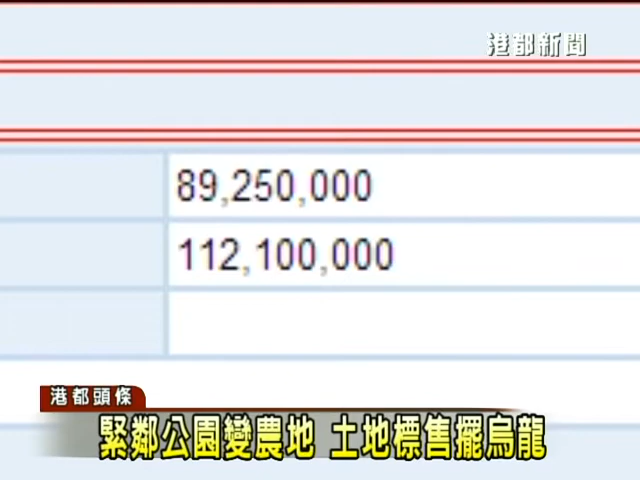 港都新聞
89,250,000
112,100,000
港都頭條
緊鄰公園變農地 土地標售擺烏龍